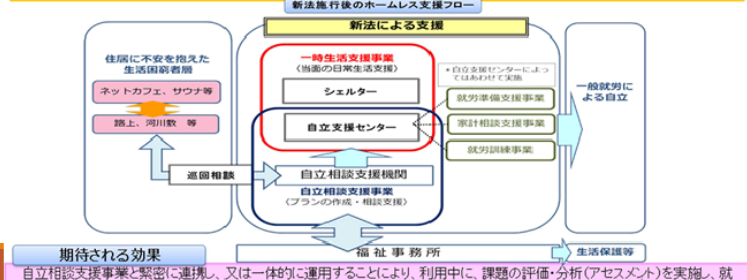 新法施行後のホームレス支援フロー
新法による支援
住居に不安を抱えた
生活困窮者層
ネットカフェ、サウナ等
路上、河川敷 等
巡回相談
一時生活支援事業
(当面の日常生活支援)
シェルター
自立支援センター
自立相談支援機関
自立相談支援事業
(プランの作成・相談支援)
*自立支援センターによっ
てはあわせて実施
就労準備支援事業
家計相談支援事業
就労訓練事業
一般就労に
よる自立
福祉事務所
生活保護等
期待される効果
自立相談支援事業と緊密に連携し、又は一体的に運用することにより、利用中に、課題の評価・分析(アセスメント)を実施し、就